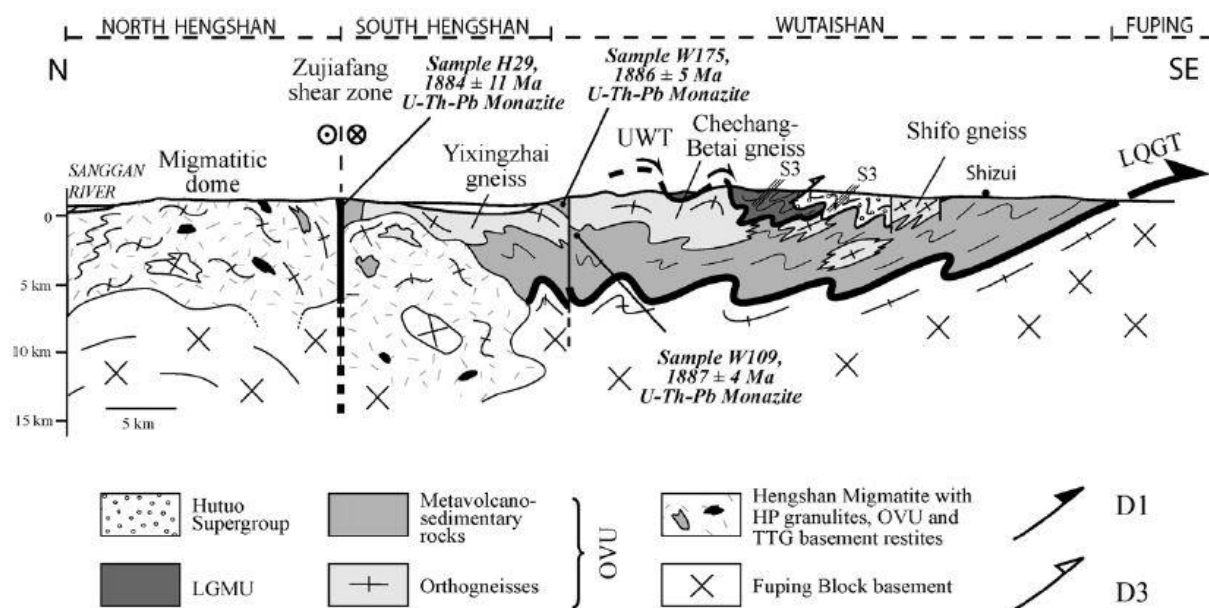 NORTH HENGSHAN
SOUTH HENGSHAN
WUTAISHAN
FUPING
N
SE
Zujiafang
shear zone
Sample H29,
1884 ± 11 Ma
U-Th-Pb Monazite
Sample W175,
1886 ± 5 Ma
U-Th-Pb Monazite
UWT
Chechang-
Betai gneiss
Shifo gneiss
S3
S3
Shizui
LQGT
SANGGAN
RIVER
Migmatitic
dome
Yixingzhai
gneiss
0
5 km
10 km
15 km
5 km
Sample W109,
1887 ± 4 Ma
U-Th-Pb Monazite
Hutuo
Supergroup
LGMU
Metavolcano-
sedimentary
rocks
Orthogneisses
OVU
Hengshan Migmatite with
HP granulites, OVU and
TTG basement restites
Fuping Block basement
D1
D3